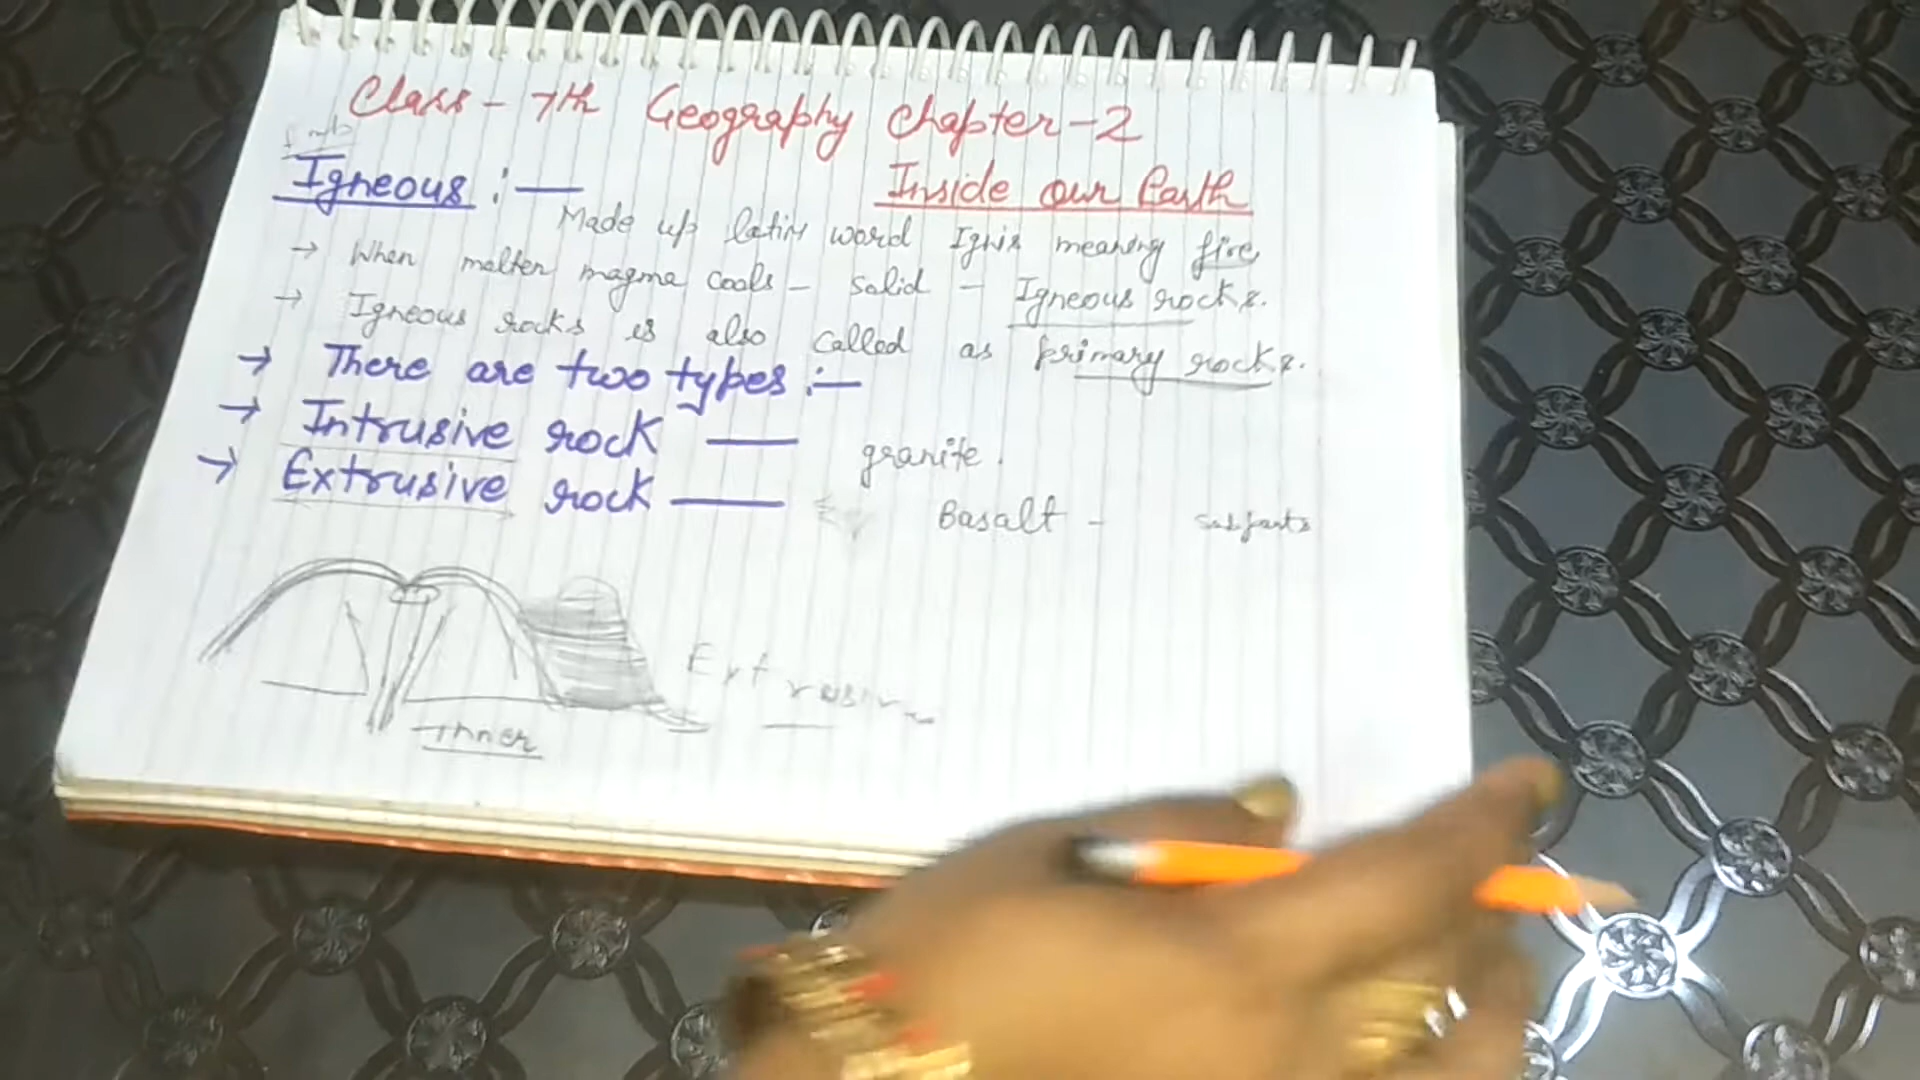 Class - 7th Geography Chapter-2
Inside our Earth
Igneous :—
Made up latin word Ignis meaning fire
→ When molten magma cools - solid - Igneous rocks.
→ Igneous rocks is also called as primary rocks.
→ There are two types :—
→ Intrusive rock — granite.
→ Extrusive rock — Basalt -
Extrusive
Inner